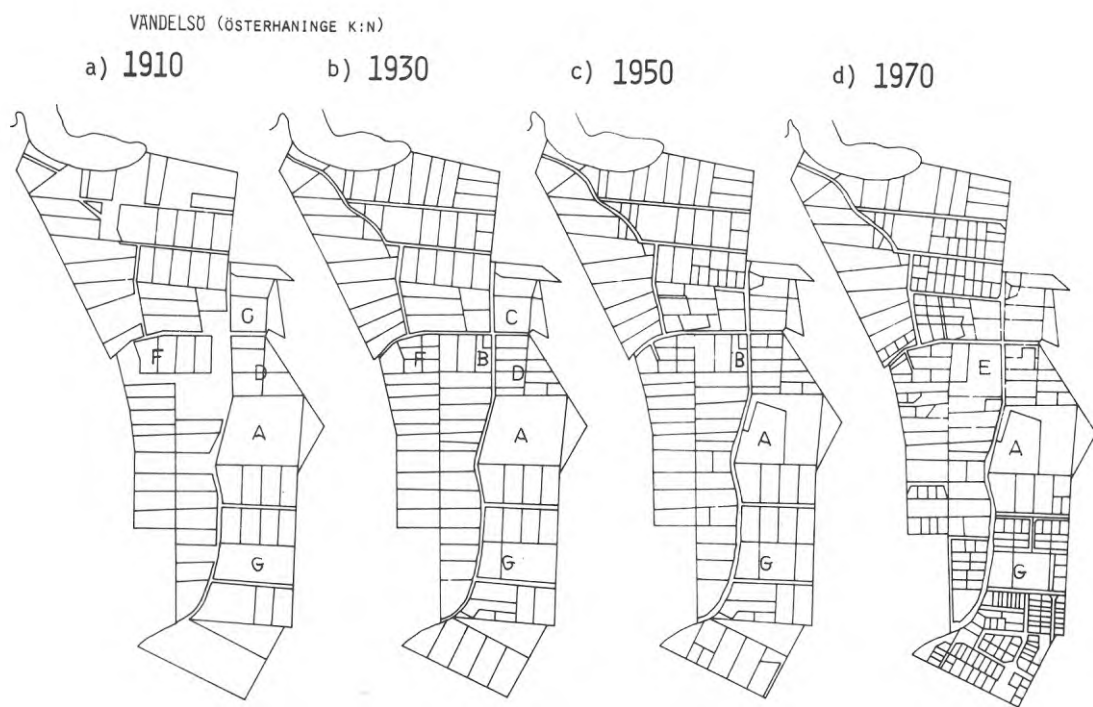 VÄNDELSÖ (ÖSTERHANINGE K:N)
a) 1910
b) 1930
c) 1950
d) 1970
G
F
D
A
G
C
F
B
D
A
G
B
A
G
E
A
G